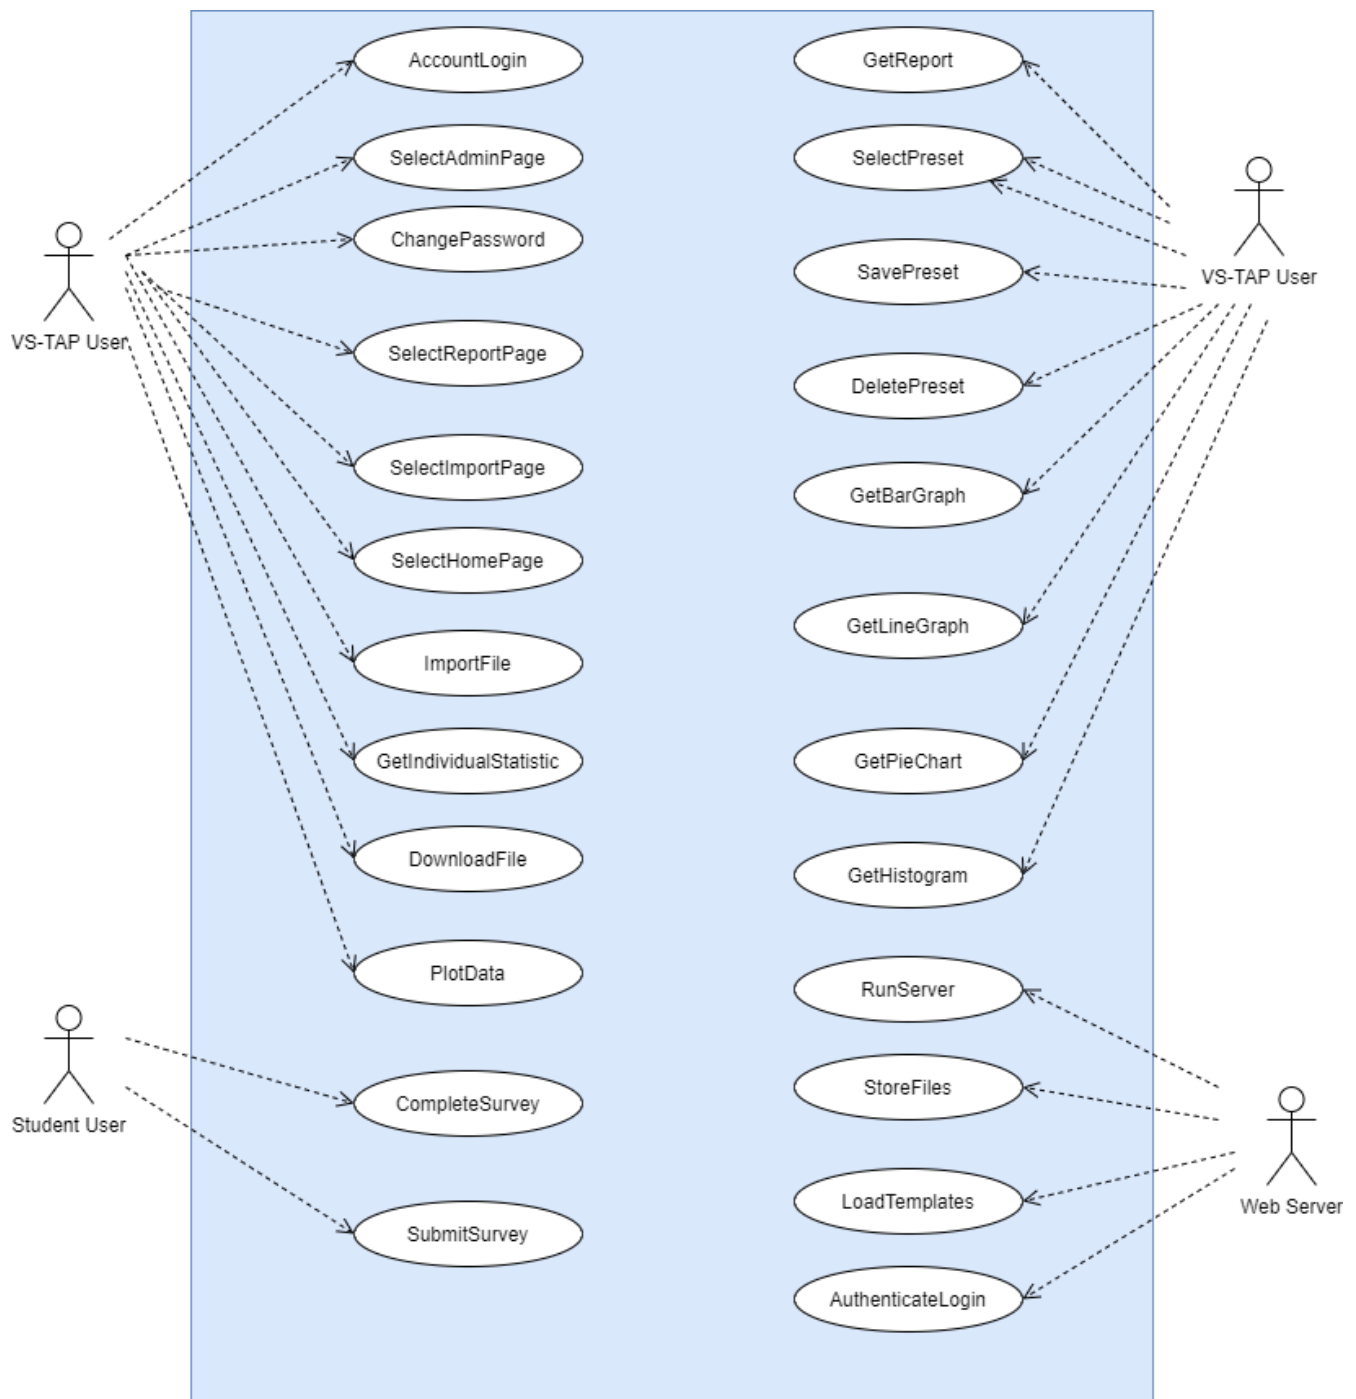 AccountLogin
GetReport
SelectAdminPage
SelectPreset
ChangePassword
SavePreset
VS-TAP User
VS-TAP User
SelectReportPage
DeletePreset
SelectImportPage
GetBarGraph
SelectHomePage
GetLineGraph
ImportFile
GetIndividualStatistic
GetPieChart
DownloadFile
GetHistogram
PlotData
RunServer
StoreFiles
CompleteSurvey
Student User
LoadTemplates
Web Server
SubmitSurvey
AuthenticateLogin